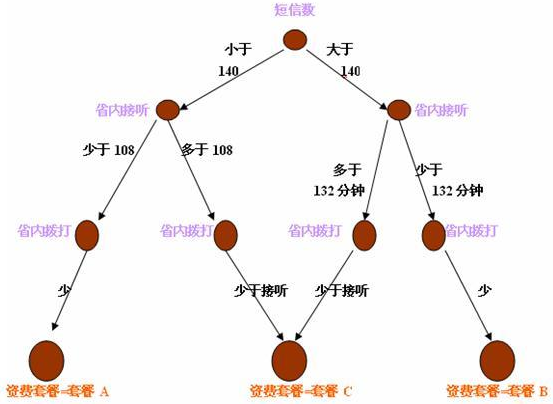 短信数
小于
140
大于
140
省内接听
省内接听
少于 108
多于 108
多于
132 分钟
少于
132 分钟
省内拨打
省内拨打
省内拨打
省内拨打
少
少于接听
少于接听
少
资费套餐=套餐 A
资费套餐=套餐 C
资费套餐=套餐 B